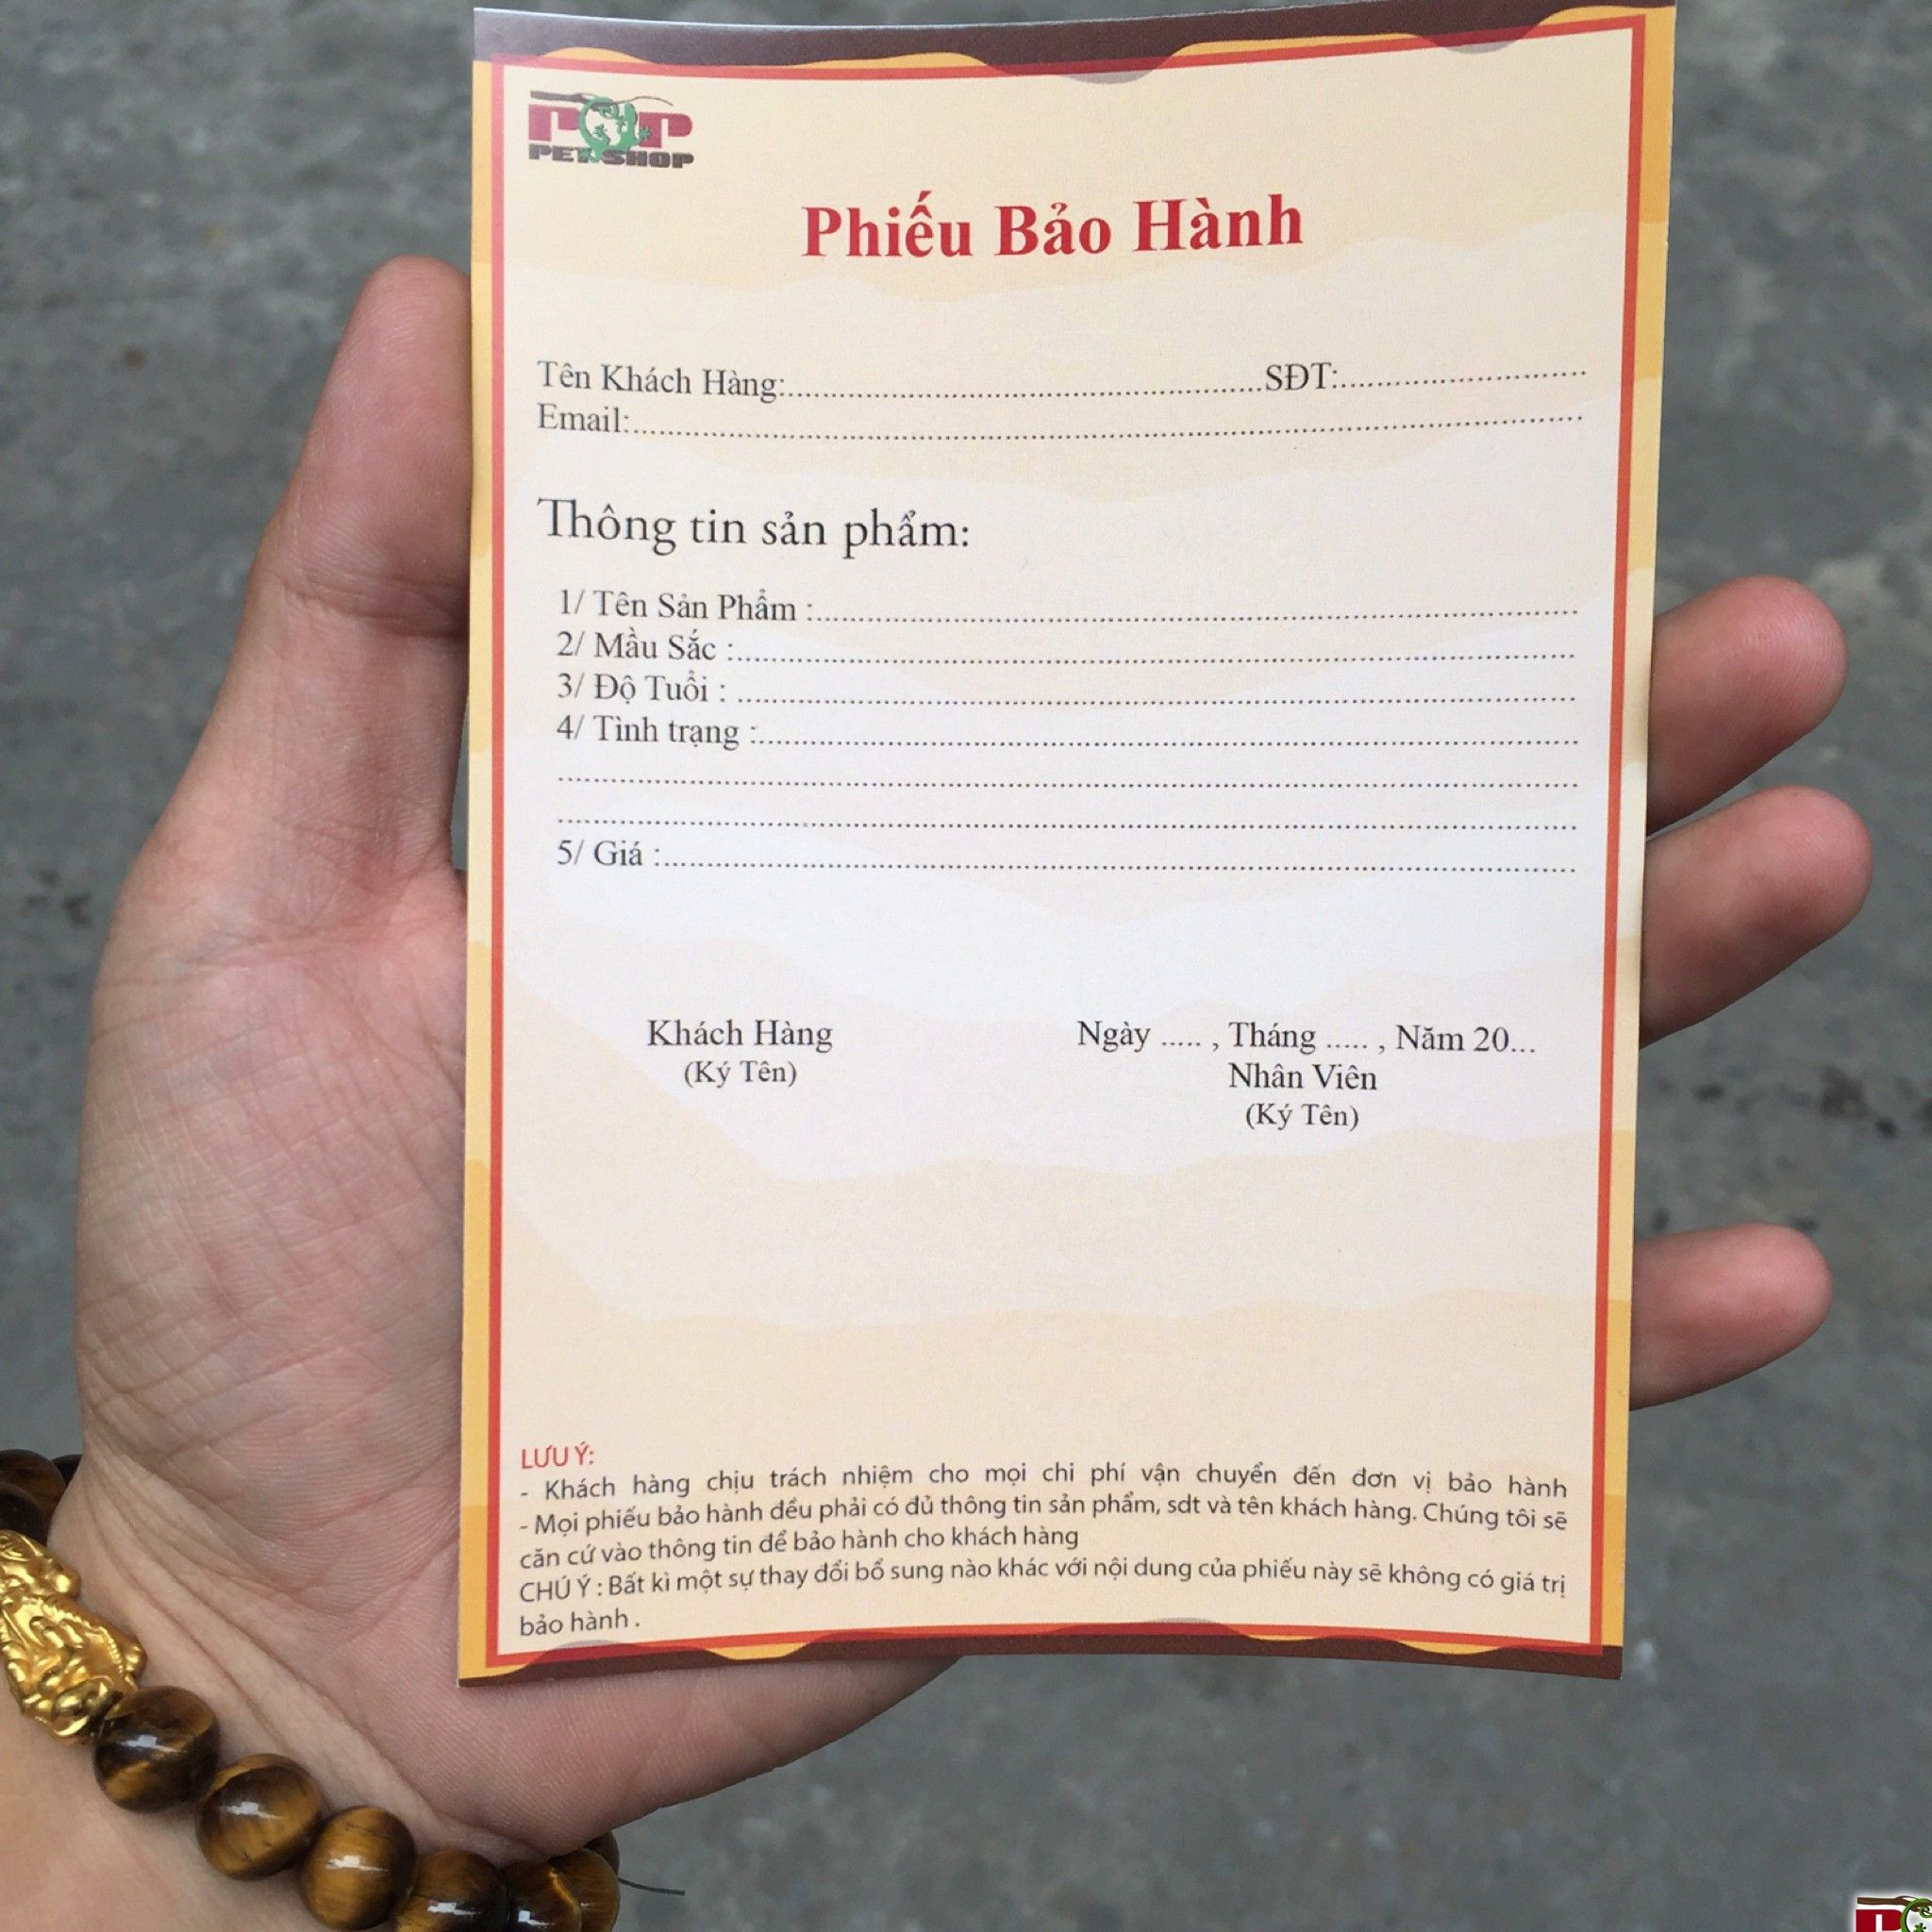 POP
PET SHOP
Phiếu Bảo Hành
Tên Khách Hàng:............................................................SĐT:..............................
Email:........................................................................................................................
Thông tin sản phẩm:
1/ Tên Sản Phẩm :..........................................................................................
2/ Mầu Sắc :....................................................................................................
3/ Độ Tuổi : ....................................................................................................
4/ Tình trạng :.................................................................................................
........................................................................................................................
........................................................................................................................
5/ Giá :............................................................................................................
Khách Hàng
(Ký Tên)
Ngày ..... , Tháng ..... , Năm 20...
Nhân Viên
(Ký Tên)
LƯU Ý:
- Khách hàng chịu trách nhiệm cho mọi chi phí vận chuyển đến đơn vị bảo hành
- Mọi phiếu bảo hành đều phải có đủ thông tin sản phẩm, sdt và tên khách hàng. Chúng tôi sẽ
căn cứ vào thông tin để bảo hành cho khách hàng
CHÚ Ý : Bất kì một sự thay đổi bổ sung nào khác với nội dung của phiếu này sẽ không có giá trị
bảo hành .